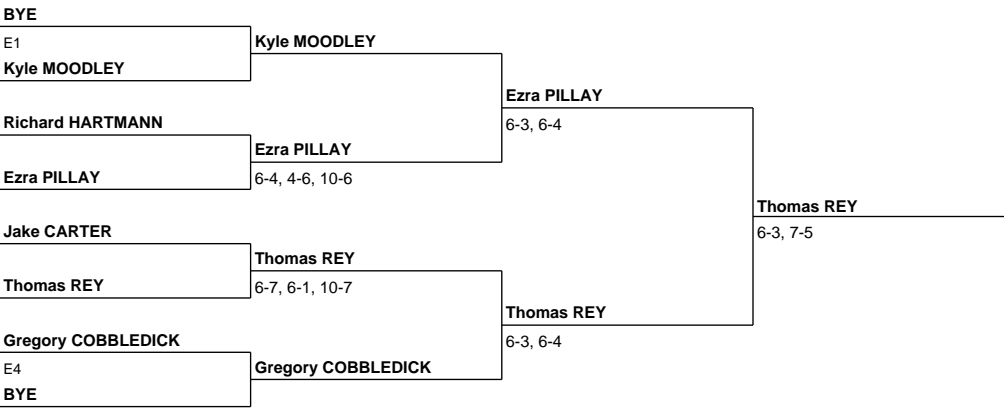 BYE
E1
Kyle MOODLEY
Richard HARTMANN
Ezra PILLAY
Jake CARTER
Thomas REY
Gregory COBBLEDICK
E4
BYE
Kyle MOODLEY
Ezra PILLAY
6-4, 4-6, 10-6
Thomas REY
6-7, 6-1, 10-7
Gregory COBBLEDICK
Ezra PILLAY
6-3, 6-4
Thomas REY
6-3, 6-4
Thomas REY
6-3, 7-5